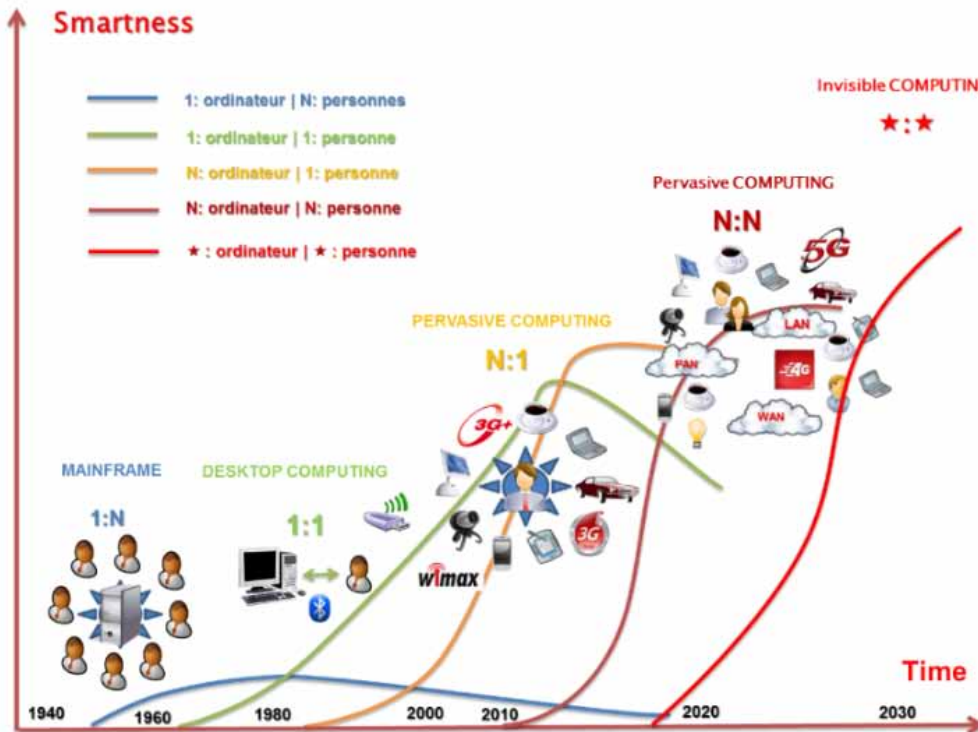 Smartness
1: ordinateur | N: personnes
1: ordinateur | 1: personne
N: ordinateur | 1: personne
N: ordinateur | N: personne
★ : ordinateur | ★ : personne
Invisible COMPUTIN
★:★
Pervasive COMPUTING
N:N
5G
LAN
PAN
4G
WAN
PERVASIVE COMPUTING
N:1
3G+
3G
wimax
MAINFRAME
1:N
DESKTOP COMPUTING
1:1
Time
1940 1960 1980 2000 2010 2020 2030